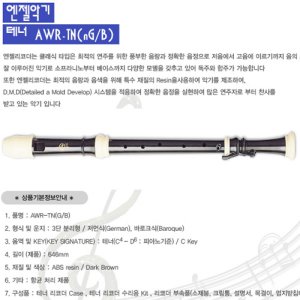 엔젤악기
테너 AWR-TN(G/B)
엔젤리코더는 클래식 타입은 최적의 연주를 위한 풍부한 음량과 정확한 음정으로 저음에서 고음에 이르기까지 음의
잘 이루어진 악기로 소프라니노부터 베이스까지 다양한 모델을 갖추고 있어 독주와 합주가 가능합니다
또한 엔젤리코더는 최적의 음량과 음색을 위해 특수 재질의 Resin을사용하여 악기를 제조하며,
D.M.D(Detailed a Mold Develop) 시스템을 적용하여 정확한 음정을 실현하여 많은 연주자로 부터 찬사를
받고 있는 악기 입니다
상품기본정보안내
1. 품명 : AWR-TN(G/B)
2. 형식 및 운지 : 3단 분리형 / 저먼식(German), 바로크식(Baroque)
3. 음역 및 KEY(KEY SIGNATURE) : 테너(C4 – D6 : 피아노기준) / C Key
4. 길이 (품체) : 646mm
5. 재질 및 색상 : ABS resin / Dark Brown
6. 기타 : 항균 처리 제품
7. 구성품 : 테너 리코더 Case , 테너 리코더 수리용 Kit , 리코더 부속품(소제봉, 크림통, 설명서, 목걸이, 엄지받침